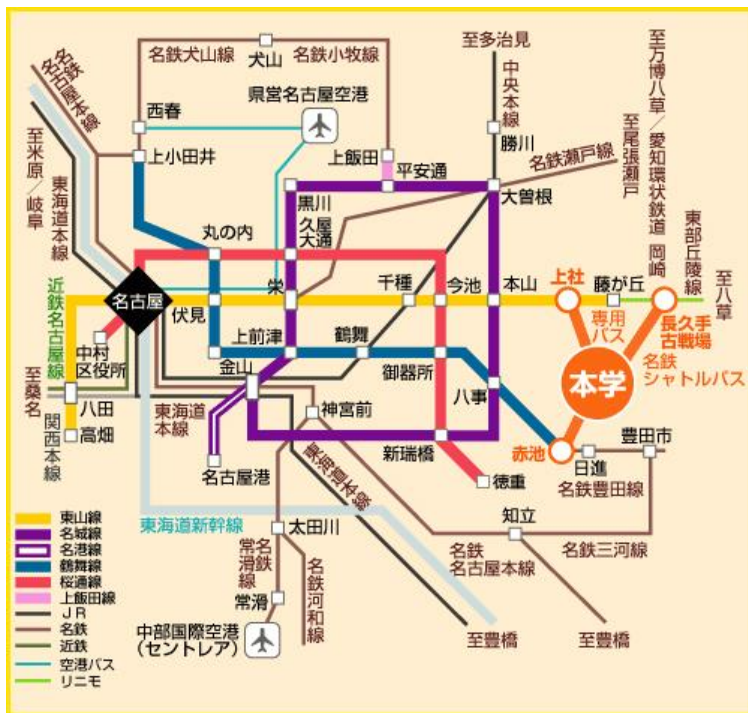 名鉄犬山線
犬山
名鉄小牧線
至多治見
中央本線
至万博八草/愛知環状鉄道 岡崎
至尾張瀬戸
名鉄
名古屋本線
県営名古屋空港
西春
勝川
上小田井
上飯田
平安通
名鉄瀬戸線
至米原/岐阜
東海道本線
黒川
大曽根
丸の内
久屋
大通
東部丘陵線
至八草
近鉄名古屋線
名古屋
伏見
栄
千種
今池
本山
上社
藤が丘
長久手
古戦場
専用
バス
名鉄
シャトルバス
本学
中村
区役所
上前津
鶴舞
金山
御器所
八事
至桑名
八田
関西本線
高畑
東海道
本線
神宮前
赤池
豊田市
日進
名鉄豊田線
名古屋港
新瑞橋
徳重
東海道本線
東海道新幹線
太田川
知立
名鉄
名古屋本線
名鉄三河線
名鉄
常滑線
名鉄河和線
常滑
中部国際空港
(セントレア)
至豊橋
至豊橋
東山線
名城線
名港線
鶴舞線
桜通線
上飯田線
JR
名鉄
近鉄
空港バス
リニモ